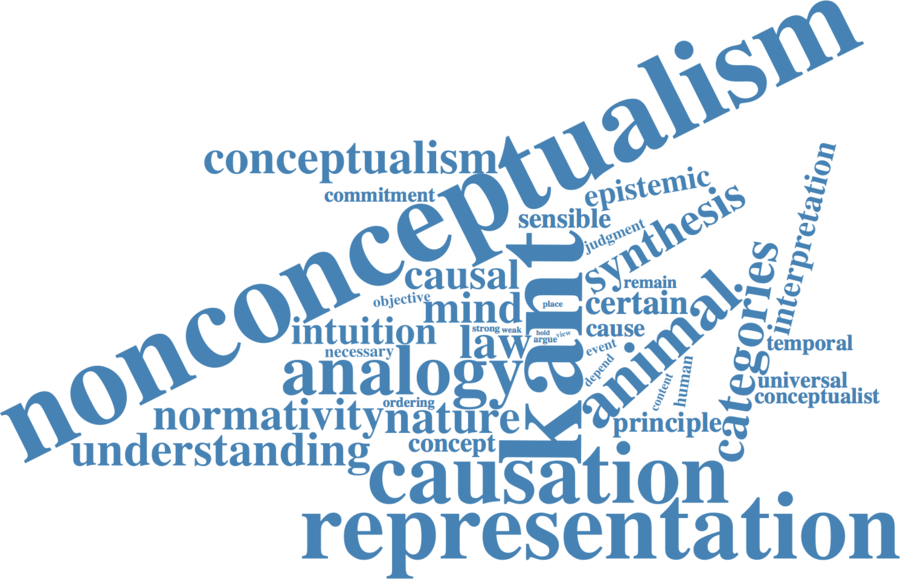 nonconceptualism
conceptualism
commitment
epistemic
sensible
judgment
synthesis
interpretation
kant
causal
objective
mind
place
remain
certain
intuition
necessary
law
strong
weak
hold
view
argue
cause
event
depend
animal
categories
temporal
analogy
content
human
universal
conceptualist
ordering
normativity
nature
principle
understanding
concept
causation
representation